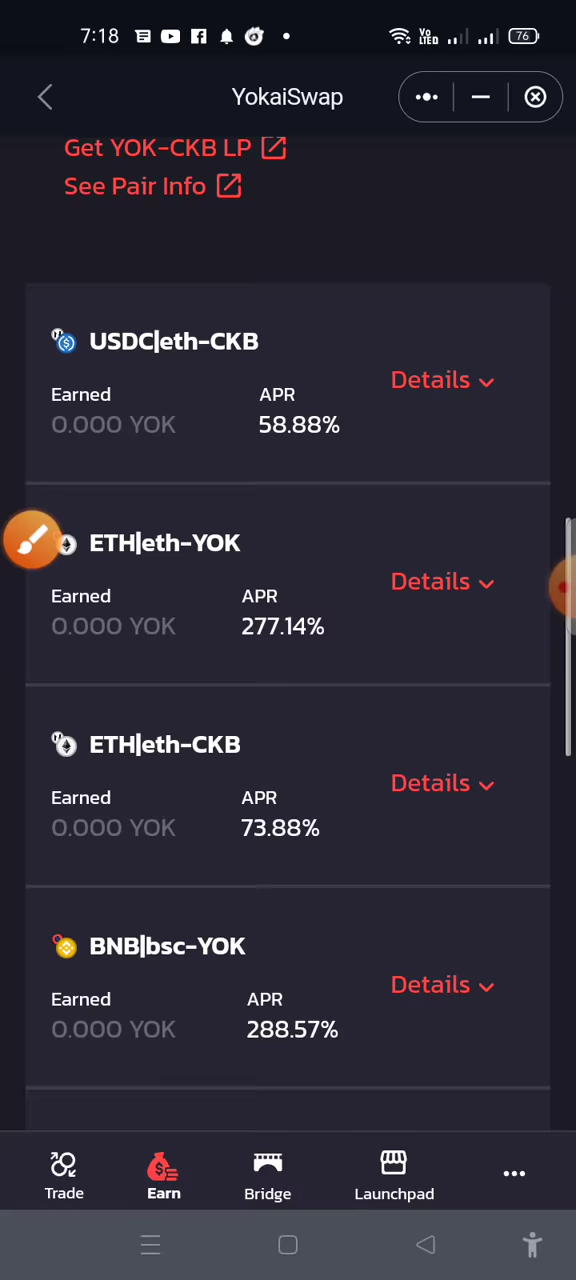 7:18
Vo
LTED
76
YokaiSwap
Get YOK-CKB LP
See Pair Info
USDC|eth-CKB
Details
Earned
APR
0.000 YOK
58.88%
ETH|eth-YOK
Details
Earned
APR
0.000 YOK
277.14%
ETH|eth-CKB
Details
Earned
APR
0.000 YOK
73.88%
BNB|bsc-YOK
Details
Earned
APR
0.000 YOK
288.57%
Trade
Earn
Bridge
Launchpad